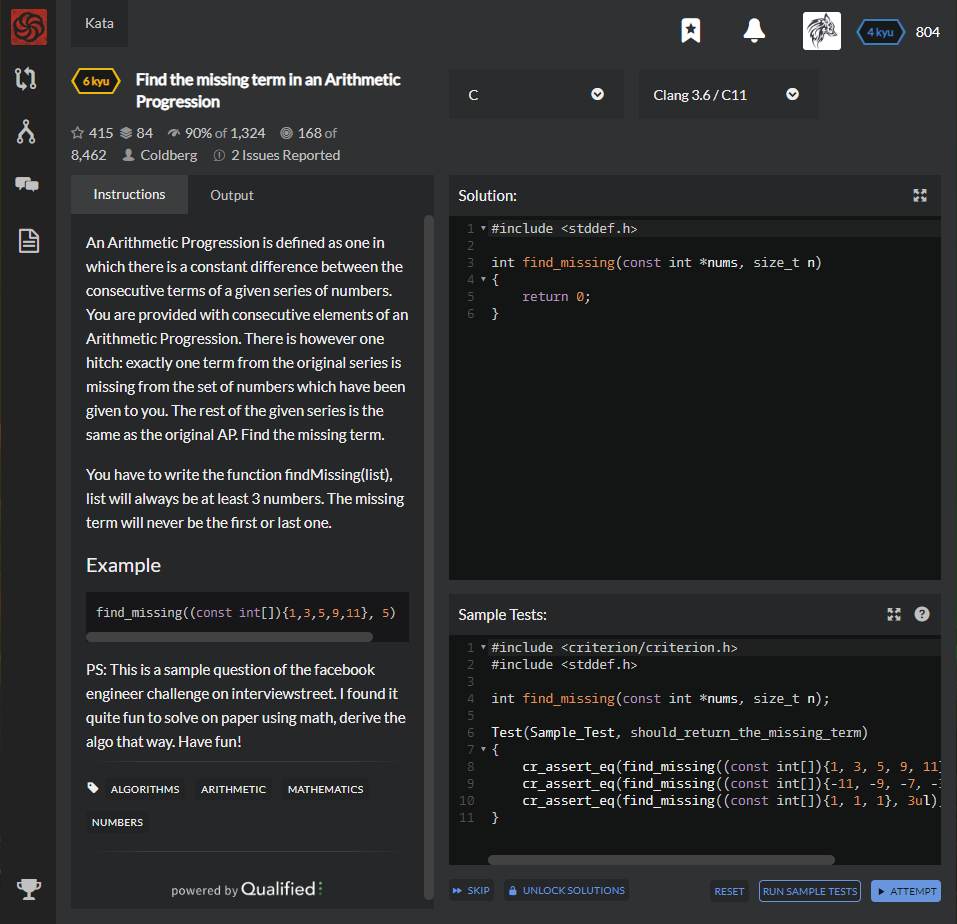 Kata
4 kyu
804
6 kyu
Find the missing term in an Arithmetic
Progression
415 84 90% of 1,324 168 of
8,462 Coldberg 2 Issues Reported
C
Clang 3.6 / C11
Instructions
Output
An Arithmetic Progression is defined as one in
which there is a constant difference between the
consecutive terms of a given series of numbers.
You are provided with consecutive elements of an
Arithmetic Progression. There is however one
hitch: exactly one term from the original series is
missing from the set of numbers which have been
given to you. The rest of the given series is the
same as the original AP. Find the missing term.
You have to write the function findMissing(list),
list will always be at least 3 numbers. The missing
term will never be the first or last one.
Example
find_missing((const int[]){1,3,5,9,11}, 5)
PS: This is a sample question of the facebook
engineer challenge on interviewstreet. I found it
quite fun to solve on paper using math, derive the
algo that way. Have fun!
ALGORITHMS
ARITHMETIC
MATHEMATICS
NUMBERS
powered by Qualified
Solution:
1 #include <stddef.h>
2
3 int find_missing(const int *nums, size_t n)
4 {
5 return 0;
6 }
Sample Tests:
1 #include <criterion/criterion.h>
2 #include <stddef.h>
3
4 int find_missing(const int *nums, size_t n);
5
6 Test(Sample_Test, should_return_the_missing_term)
7 {
8 cr_assert_eq(find_missing((const int[]){1, 3, 5, 9, 11}
9 cr_assert_eq(find_missing((const int[]){-11, -9, -7, -3
10 cr_assert_eq(find_missing((const int[]){1, 1, 1}, 3ul),
11 }
SKIP
UNLOCK SOLUTIONS
RESET
RUN SAMPLE TESTS
ATTEMPT